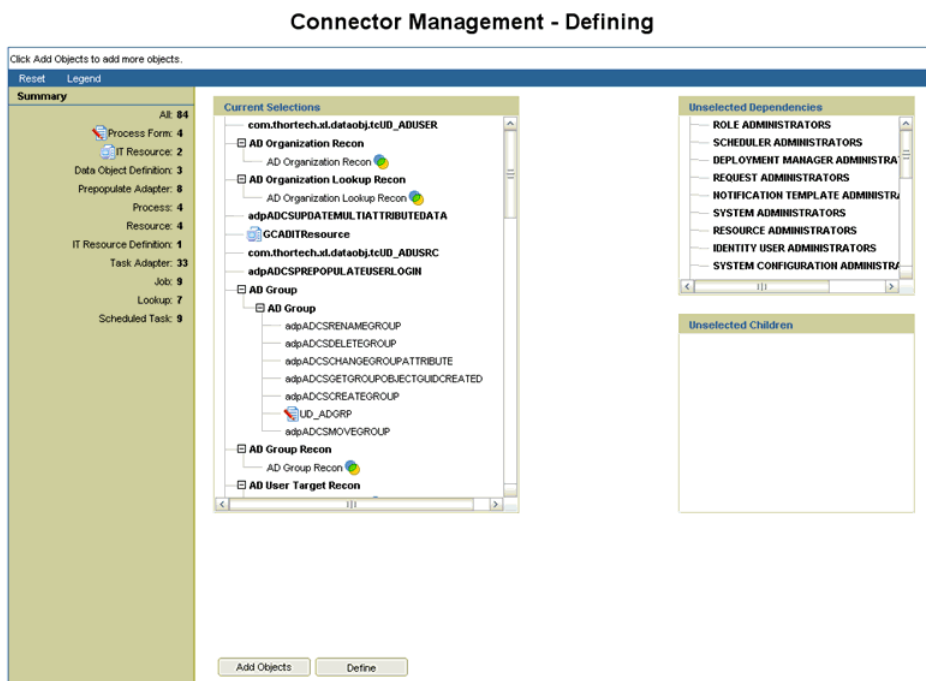 Connector Management - Defining
Click Add Objects to add more objects.
Reset Legend
Summary
All: 84
Process Form: 4
IT Resource: 2
Data Object Definition: 3
Prepopulate Adapter: 8
Process: 4
Resource: 4
IT Resource Definition: 1
Task Adapter: 33
Job: 9
Lookup: 7
Scheduled Task: 9
Current Selections
com.thortech.xl.dataobj.tcUD_ADUSER
AD Organization Recon
AD Organization Recon
AD Organization Lookup Recon
AD Organization Lookup Recon
adpADCSUPDATEMULTIATTRIBUTEDATA
GCADITResource
com.thortech.xl.dataobj.tcUD_ADUSRC
adpADCSPREPOPULATEUSERLOGIN
AD Group
AD Group
adpADCSRENAMEGROUP
adpADCSDELETEGROUP
adpADCSCHANGEGROUPATTRIBUTE
adpADCSGETGROUPOBJECTGUIDCREATED
adpADCSCREATEGROUP
UD_ADGRP
adpADCSMOVEGROUP
AD Group Recon
AD Group Recon
AD User Target Recon
Unselected Dependencies
ROLE ADMINISTRATORS
SCHEDULER ADMINISTRATORS
DEPLOYMENT MANAGER ADMINISTRA
REQUEST ADMINISTRATORS
NOTIFICATION TEMPLATE ADMINISTRA
SYSTEM ADMINISTRATORS
RESOURCE ADMINISTRATORS
IDENTITY USER ADMINISTRATORS
SYSTEM CONFIGURATION ADMINISTRA
Unselected Children
Add Objects
Define